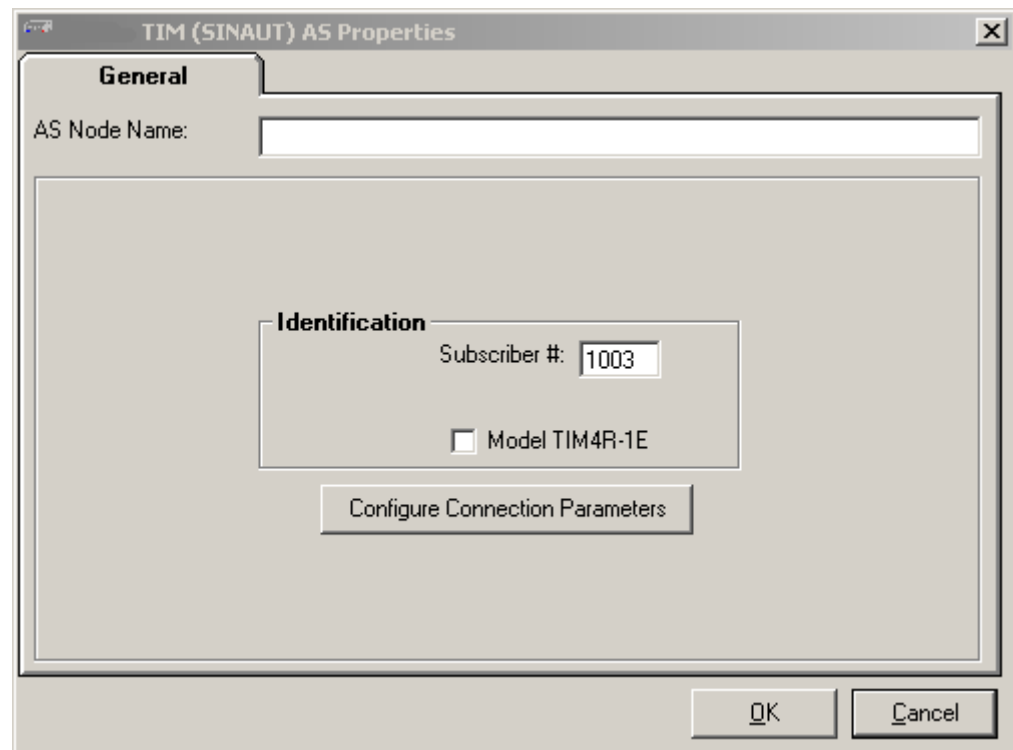 TIM (SINAUT) AS Properties
General
AS Node Name:
Identification
Subscriber #: 1003
Model TIM4R-1E
Configure Connection Parameters
OK
Cancel